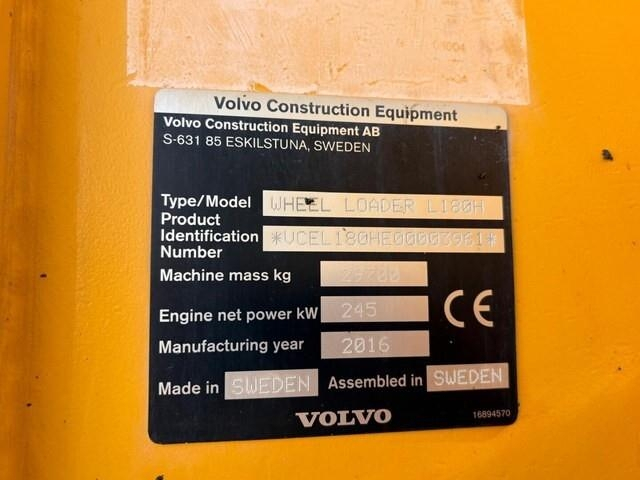 Volvo Construction Equipment
Volvo Construction Equipment AB
S-631 85 ESKILSTUNA, SWEDEN
Type/Model WHEEL LOADER L180H
Product
Identification *VCEL180HE00003961*
Number
Machine mass kg 29700
Engine net power kW 245
Manufacturing year 2016
CE
Made in SWEDEN Assembled in SWEDEN
VOLVO
16894570